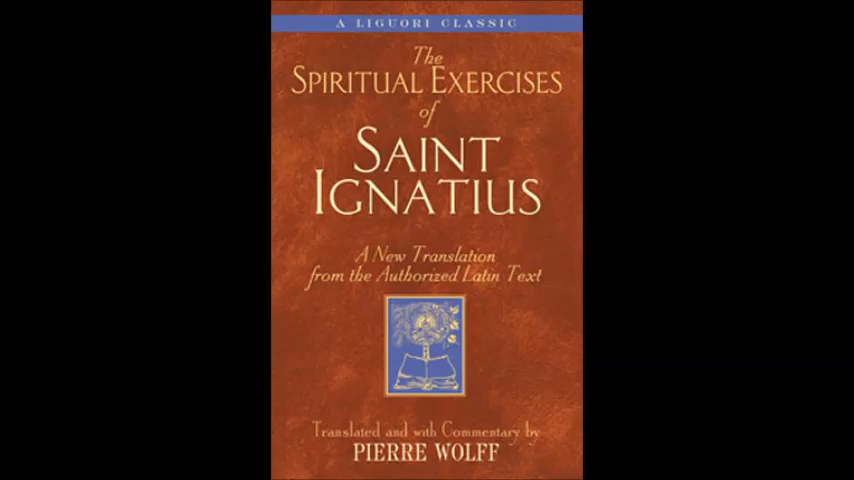 A LIGUORI CLASSIC
The
SPIRITUAL EXERCISES
of
SAINT
IGNATIUS
A New Translation
from the Authorized Latin Text
Translated and with Commentary by
PIERRE WOLFF